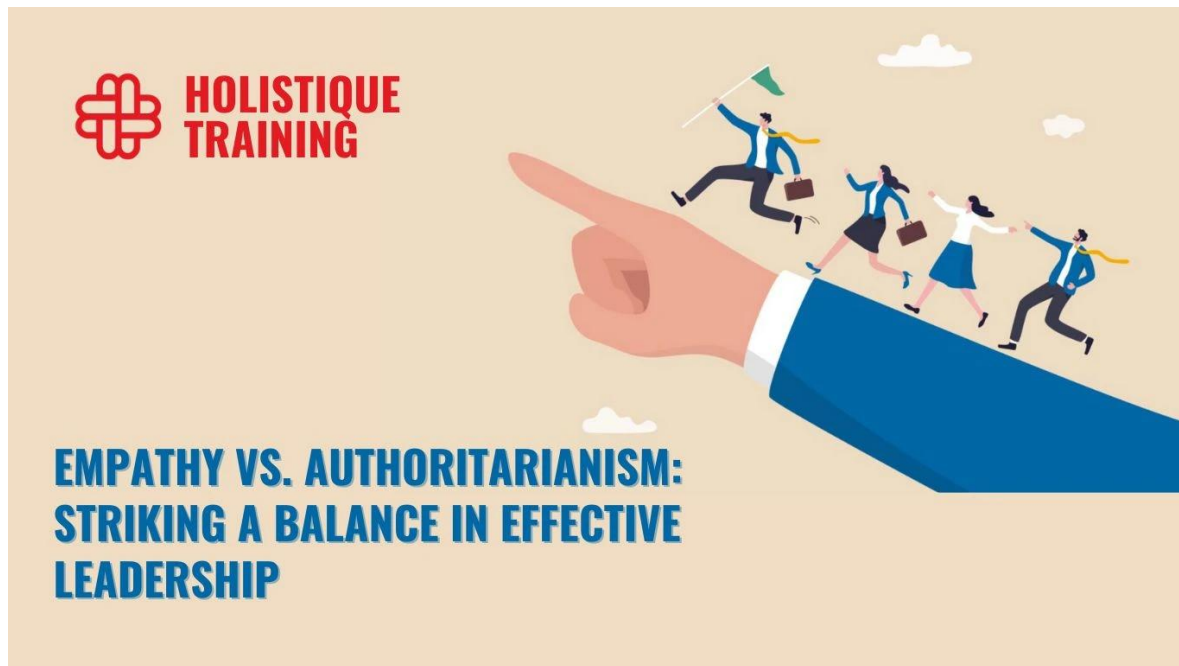 HOLISTIQUE
TRAINING
EMPATHY VS. AUTHORITARIANISM:
STRIKING A BALANCE IN EFFECTIVE
LEADERSHIP